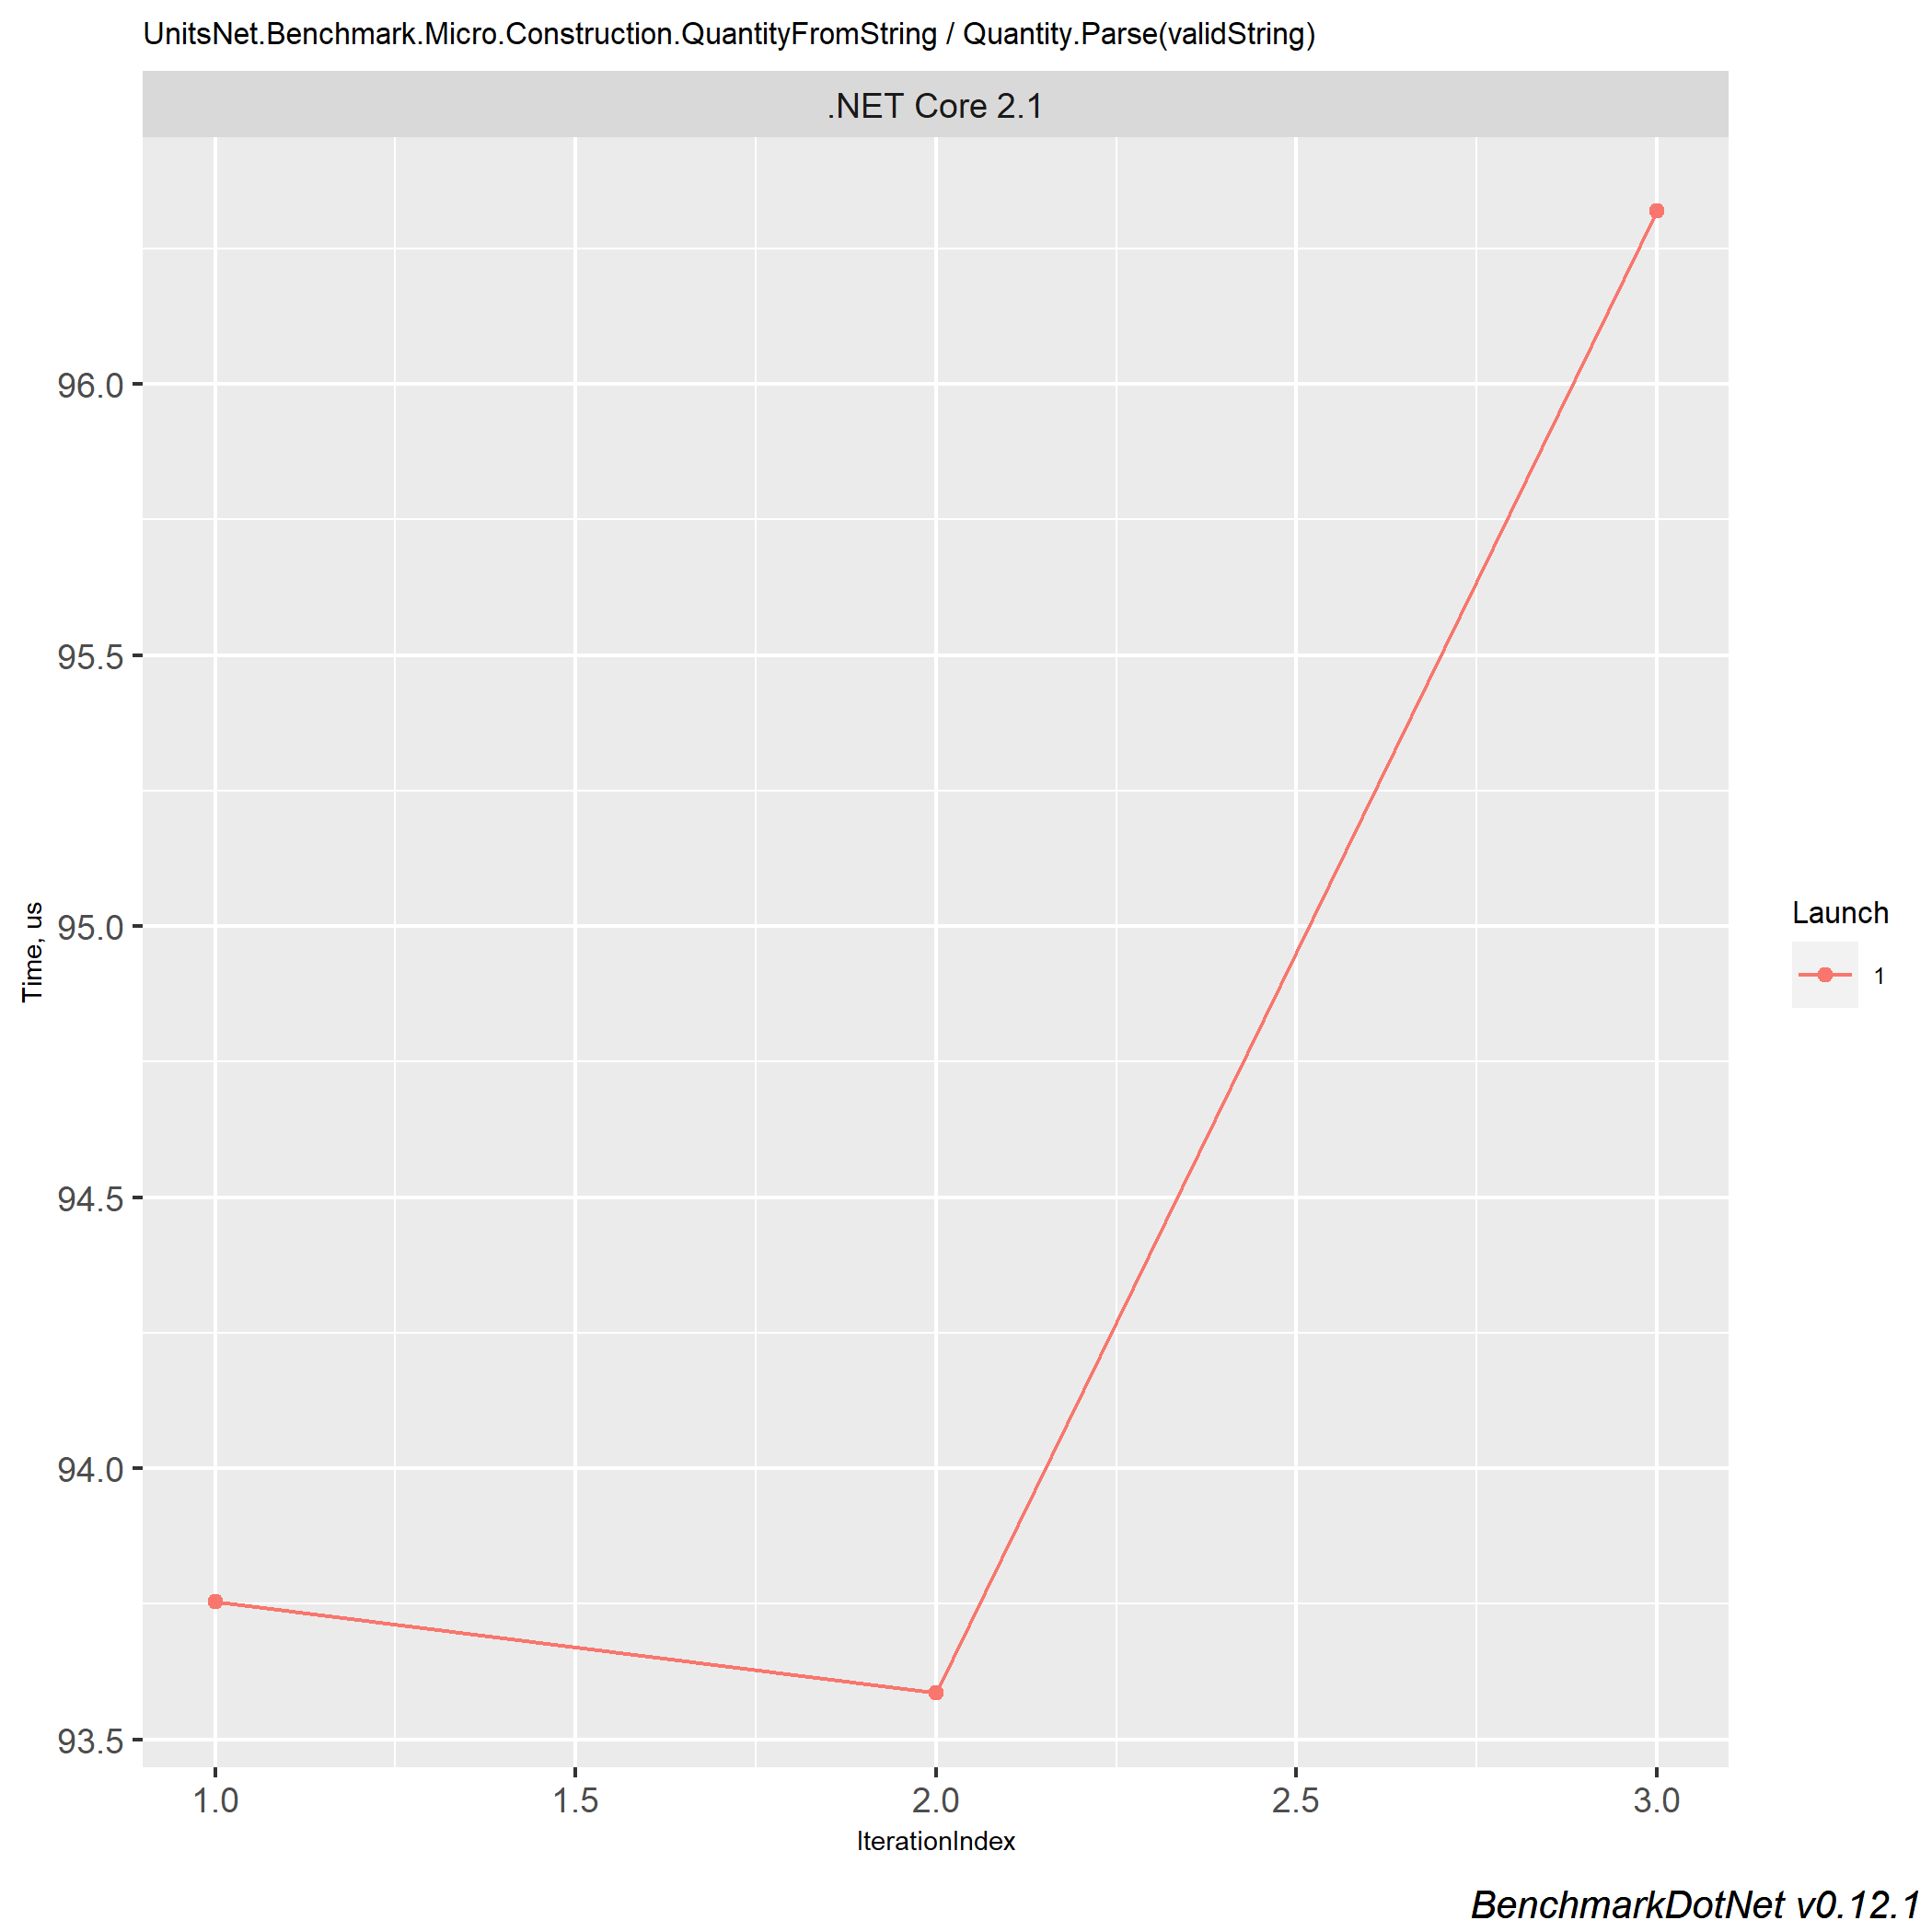 UnitsNet.Benchmark.Micro.Construction.QuantityFromString / Quantity.Parse(validString)
.NET Core 2.1
96.0
95.5
95.0
94.5
94.0
93.5
Time, us
1.0 1.5 2.0 2.5 3.0
IterationIndex
Launch
1
BenchmarkDotNet v0.12.1